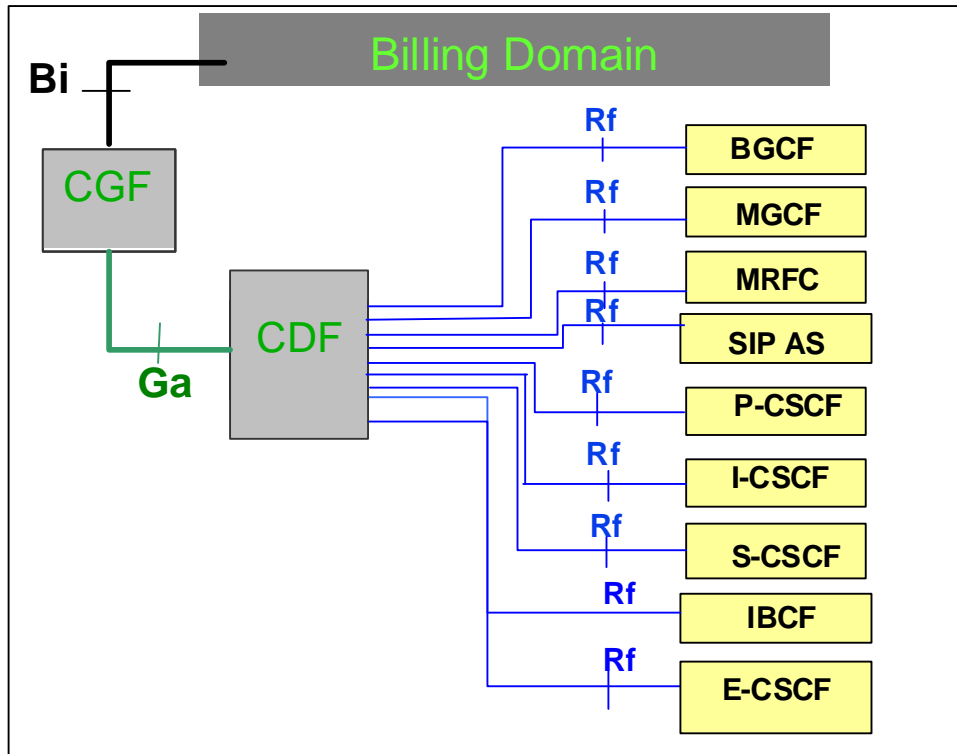 Billing Domain
Bi
Rf
BGCF
CGF
Rf
MGCF
Rf
MRFC
Rf
SIP AS
CDF
Ga
Rf
P-CSCF
Rf
I-CSCF
Rf
S-CSCF
Rf
IBCF
Rf
E-CSCF